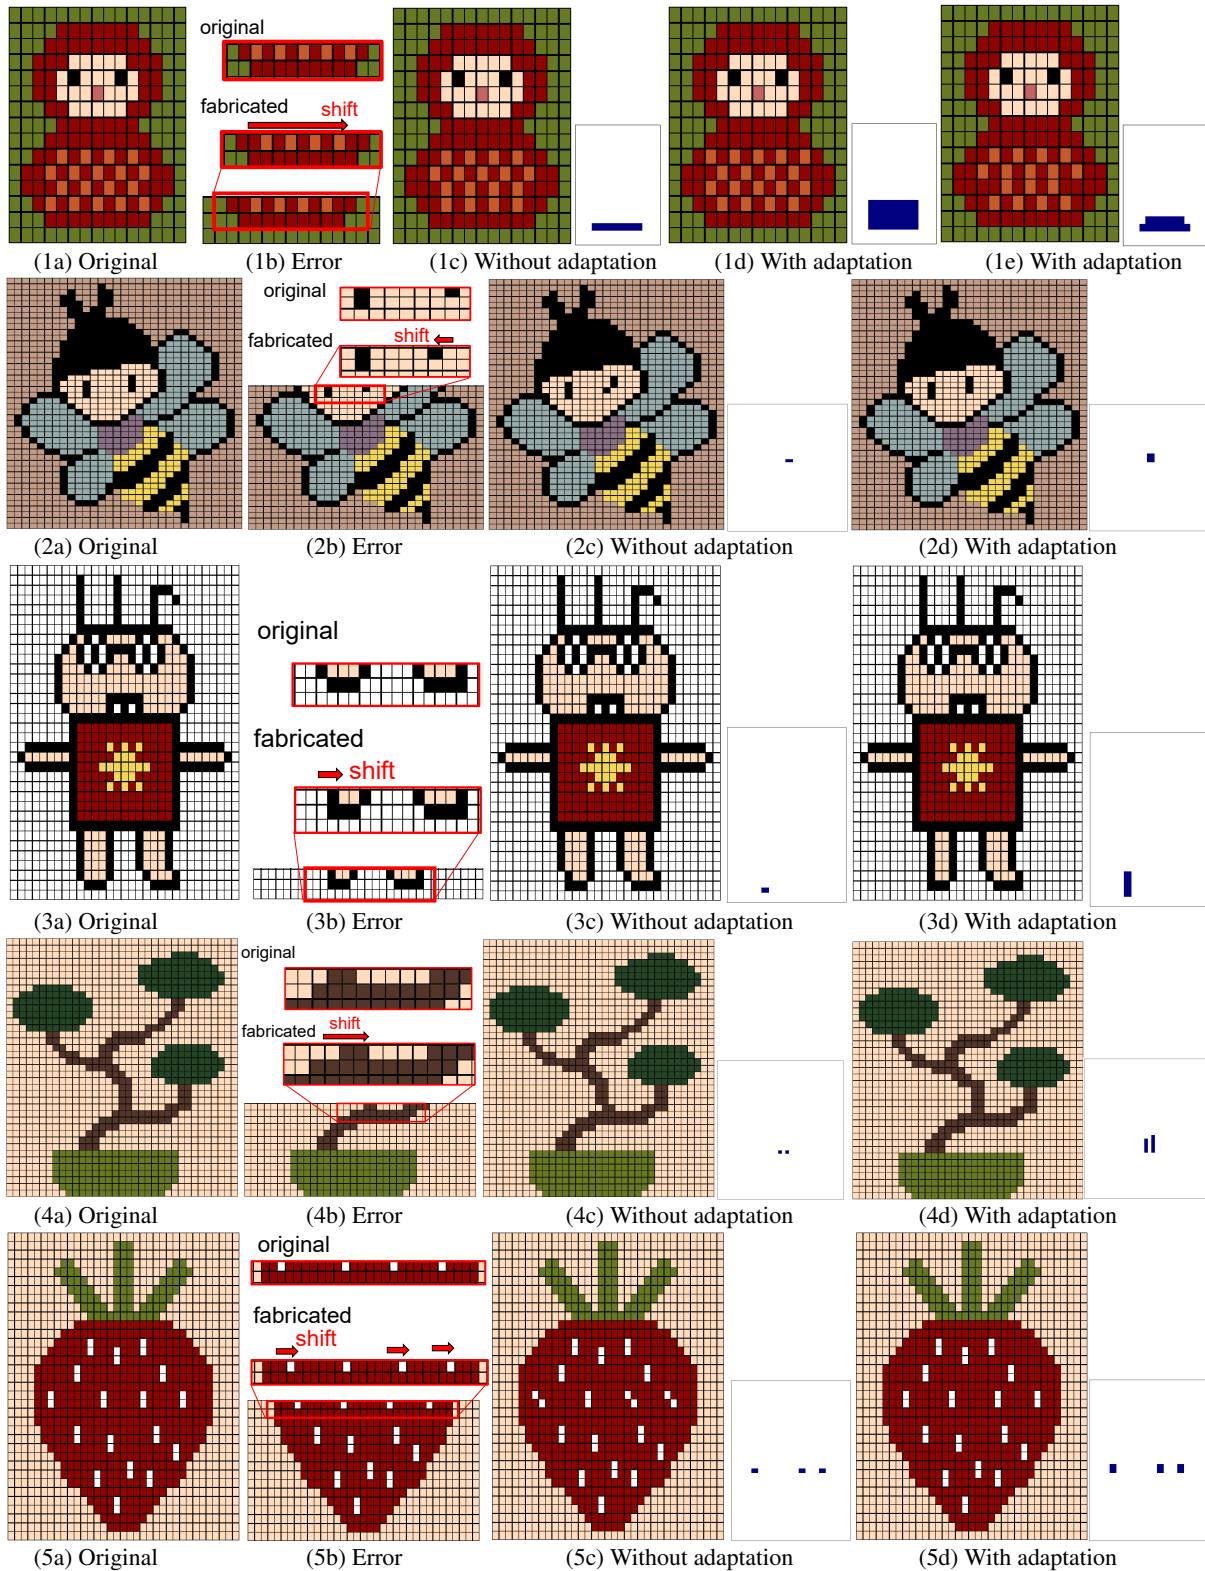 original
fabricated
shift
(1a) Original
(1b) Error
(1c) Without adaptation
(1d) With adaptation
(1e) With adaptation
original
fabricated
shift
(2a) Original
(2b) Error
(2c) Without adaptation
(2d) With adaptation
original
fabricated
shift
(3a) Original
(3b) Error
(3c) Without adaptation
(3d) With adaptation
original
fabricated
shift
(4a) Original
(4b) Error
(4c) Without adaptation
(4d) With adaptation
original
fabricated
shift
(5a) Original
(5b) Error
(5c) Without adaptation
(5d) With adaptation